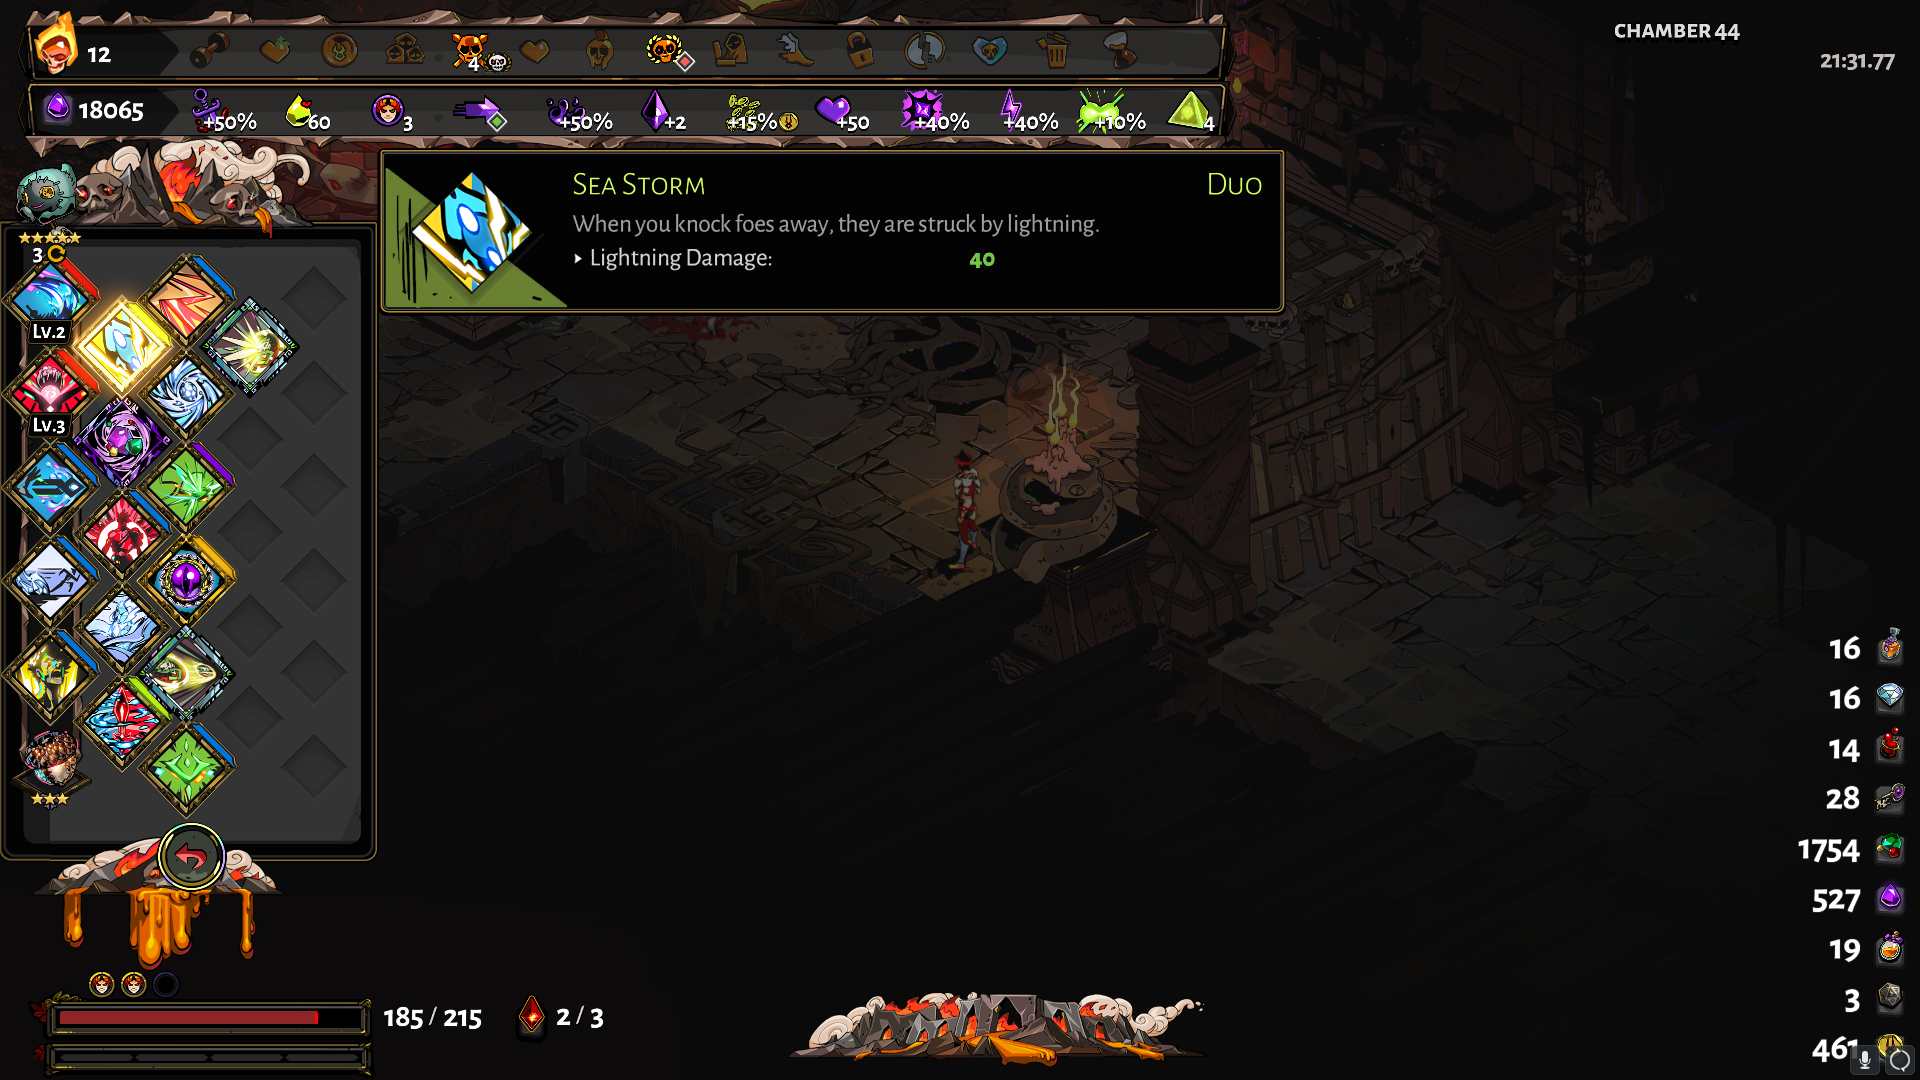 12
4
CHAMBER 44
21:31.77
18065
+50%
60
3
+50%
+2
+15%
+50
+40%
+40%
+10%
4
SEA STORM
DUO
When you knock foes away, they are struck by lightning.
Lightning Damage:
40
3
Lv.2
Lv.3
16
16
14
28
1754
527
19
3
461
185 / 215
2 / 3